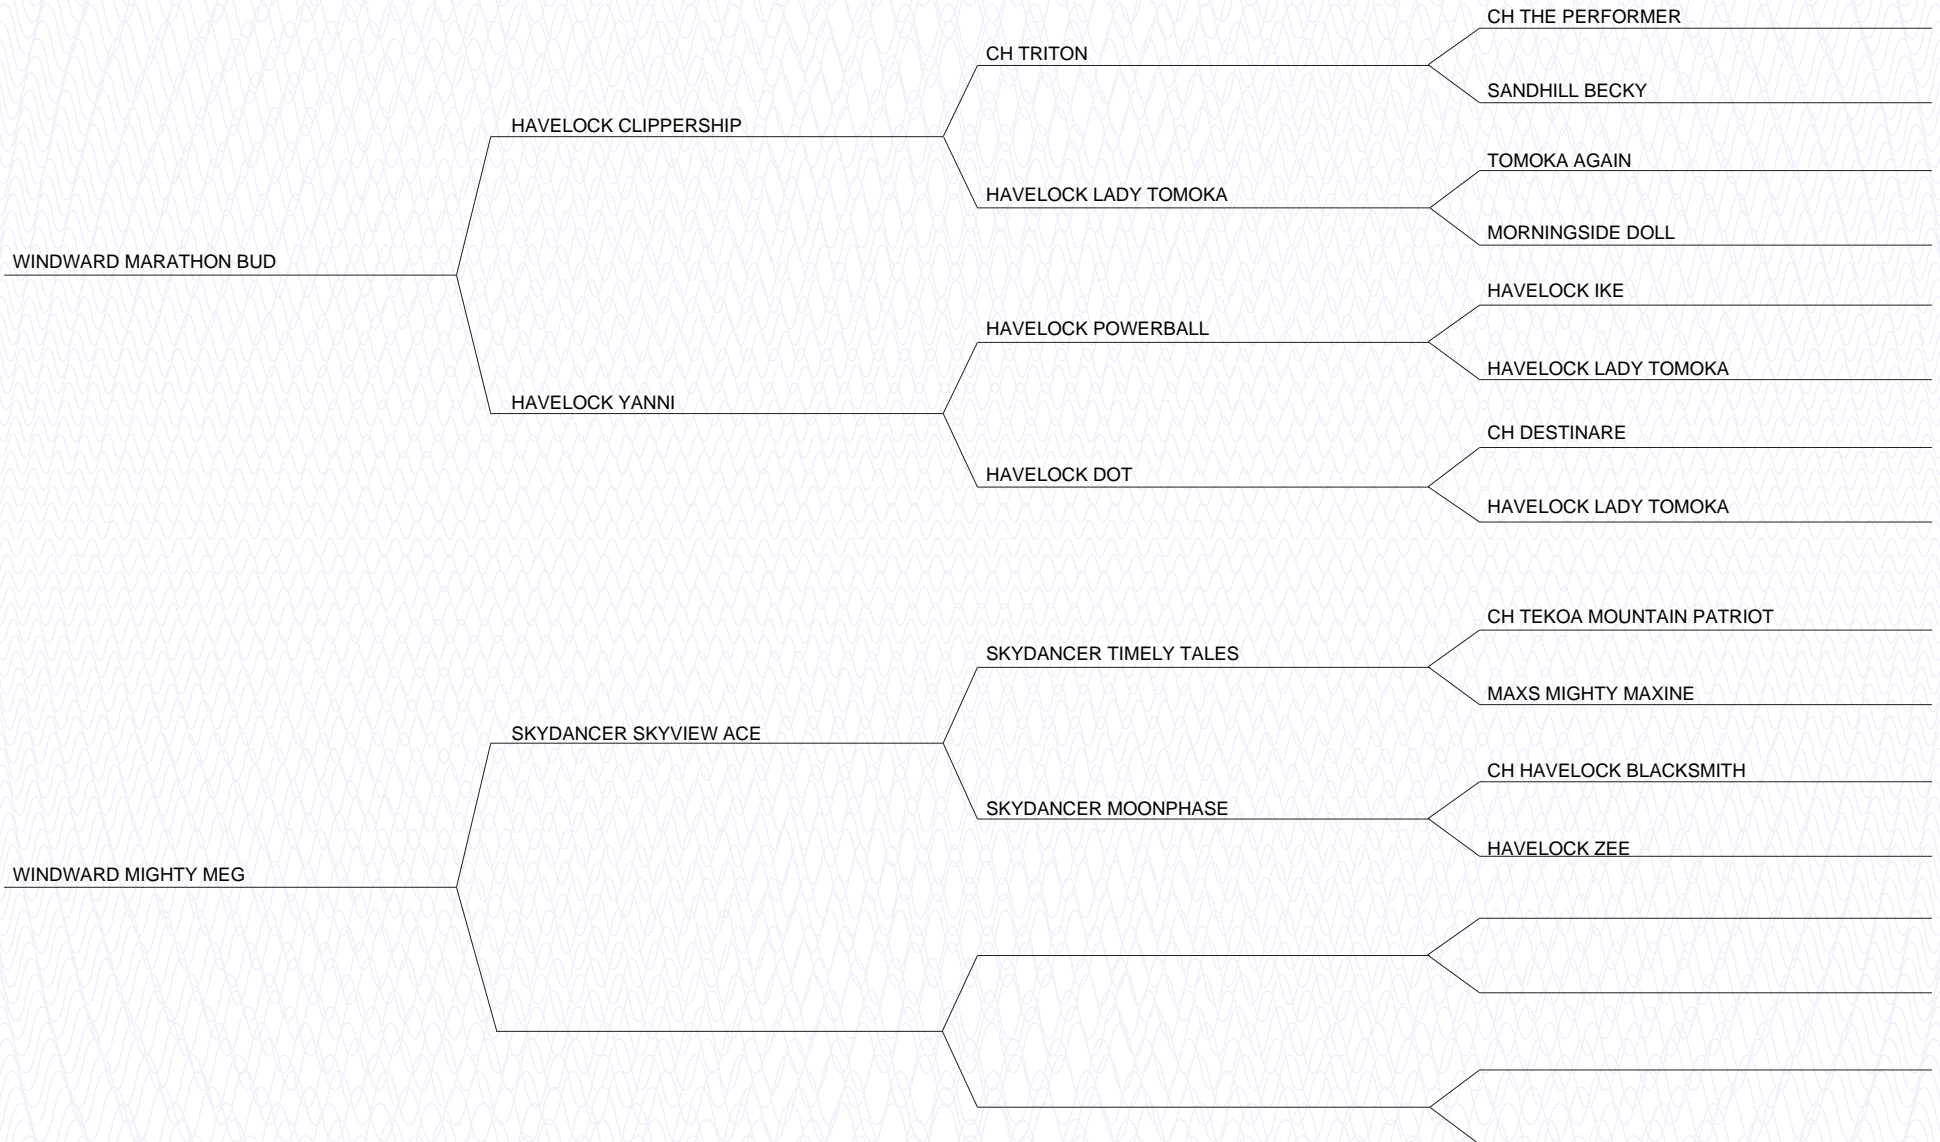 CH THE PERFORMER
CH TRITON
SANDHILL BECKY
HAVELOCK CLIPPERSHIP
TOMOKA AGAIN
HAVELOCK LADY TOMOKA
MORNINGSIDE DOLL
WINDWARD MARATHON BUD
HAVELOCK IKE
HAVELOCK POWERBALL
HAVELOCK LADY TOMOKA
HAVELOCK YANNI
CH DESTINARE
HAVELOCK DOT
HAVELOCK LADY TOMOKA
CH TEKOA MOUNTAIN PATRIOT
SKYDANCER TIMELY TALES
MAXS MIGHTY MAXINE
SKYDANCER SKYVIEW ACE
CH HAVELOCK BLACKSMITH
SKYDANCER MOONPHASE
HAVELOCK ZEE
WINDWARD MIGHTY MEG